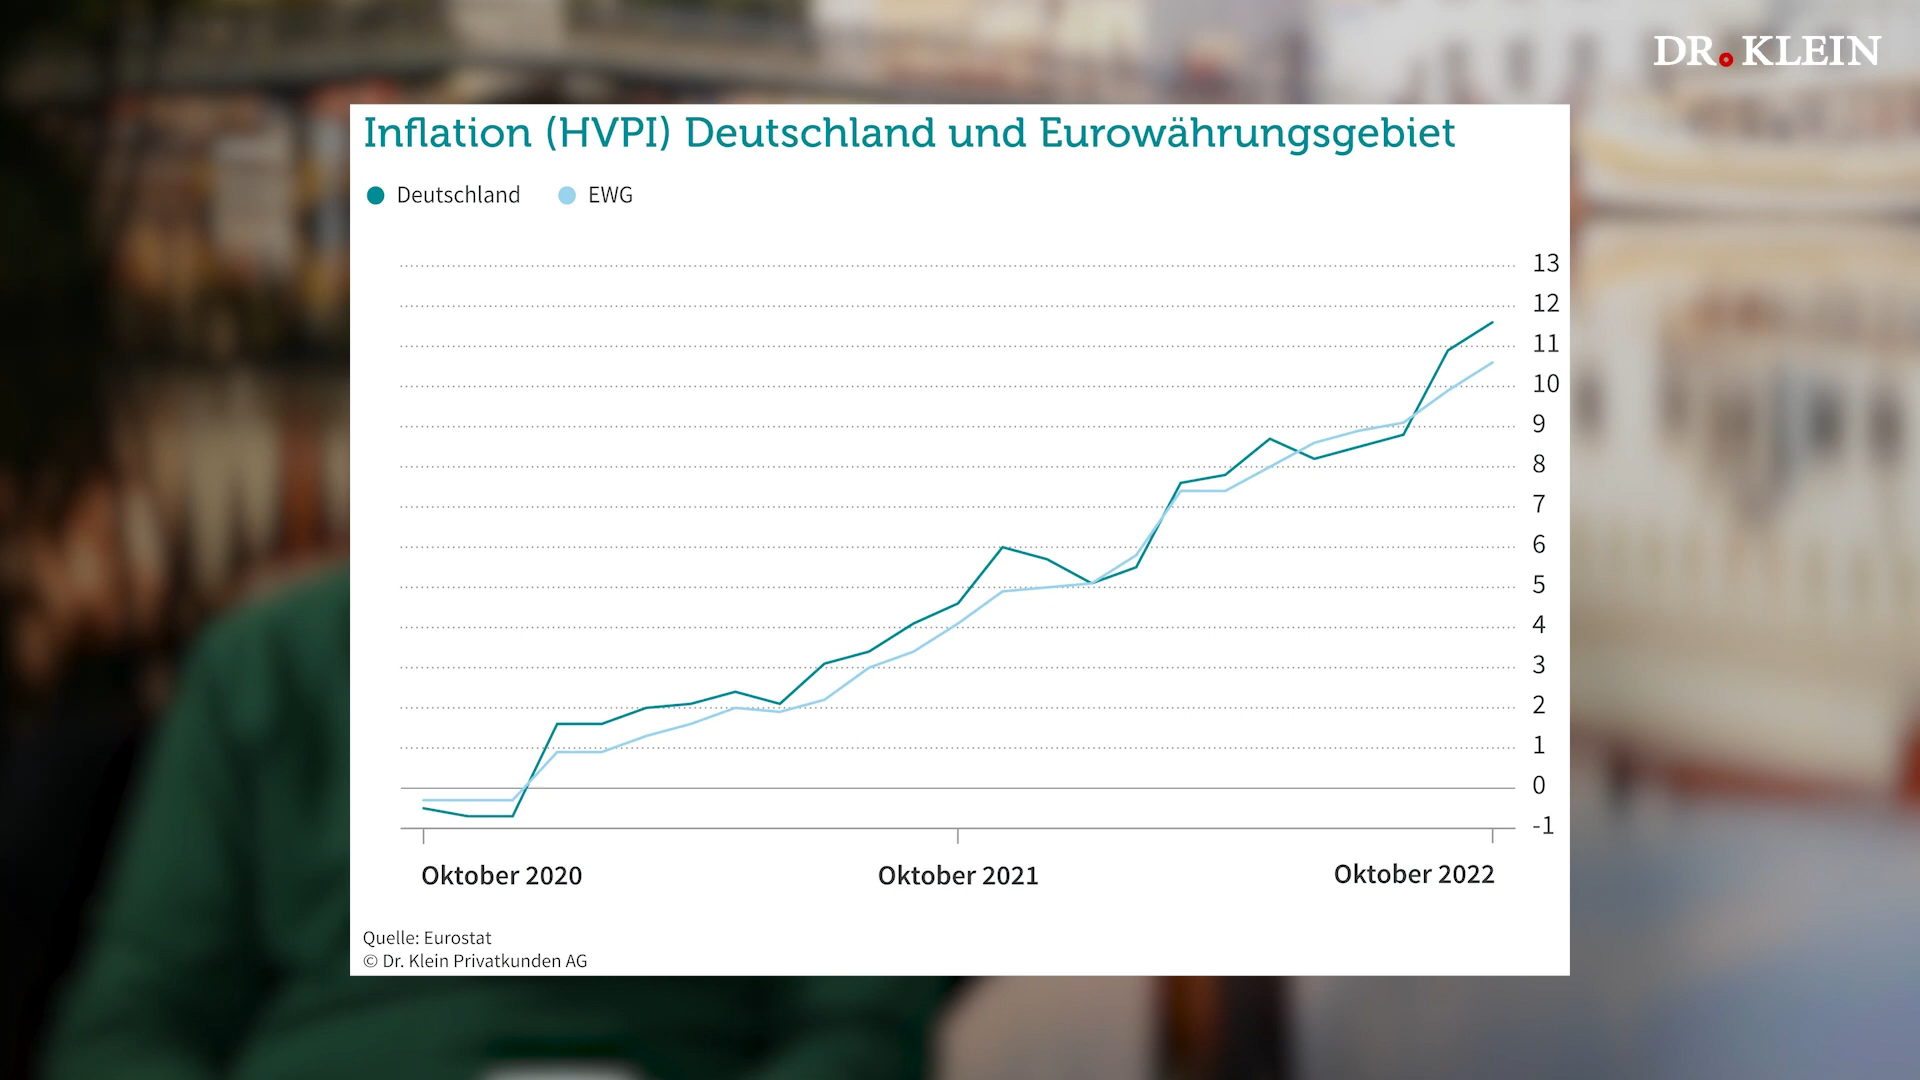 DR. KLEIN
Inflation (HVPI) Deutschland und Eurowährungsgebiet
Deutschland EWG
13
12
11
10
9
8
7
6
5
4
3
2
1
0
-1
Oktober 2020 Oktober 2021 Oktober 2022
Quelle: Eurostat
© Dr. Klein Privatkunden AG